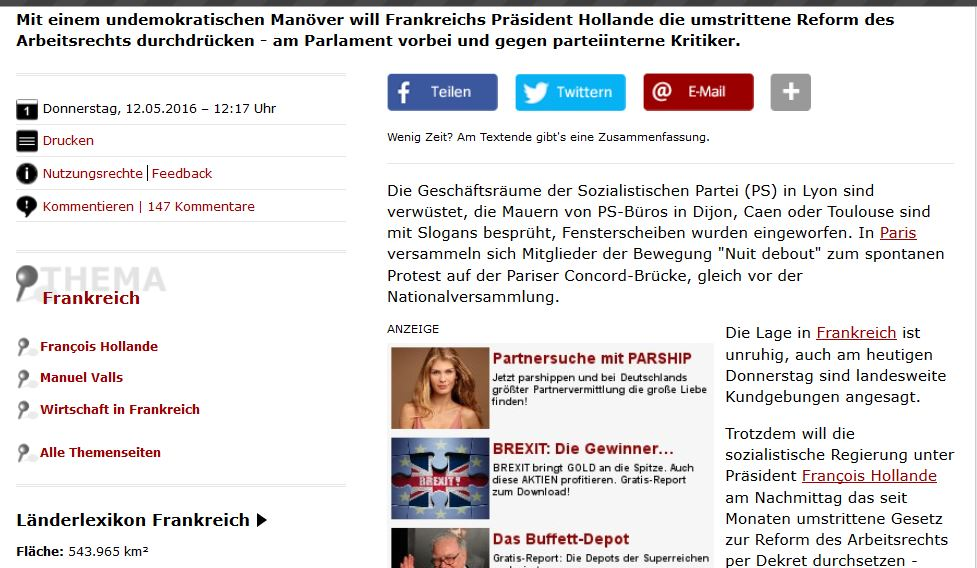 Mit einem undemokratischen Manöver will Frankreichs Präsident Hollande die umstrittene Reform des
Arbeitsrechts durchdrücken - am Parlament vorbei und gegen parteiinterne Kritiker.
1 Donnerstag, 12.05.2016 – 12:17 Uhr
Drucken
Nutzungsrechte | Feedback
Kommentieren | 147 Kommentare
THEMA
Frankreich
François Hollande
Manuel Valls
Wirtschaft in Frankreich
Alle Themenseiten
Länderlexikon Frankreich
Fläche: 543.965 km²
f Teilen
Twittern
@ E-Mail
+
Wenig Zeit? Am Textende gibt's eine Zusammenfassung.
Die Geschäftsräume der Sozialistischen Partei (PS) in Lyon sind
verwüstet, die Mauern von PS-Büros in Dijon, Caen oder Toulouse sind
mit Slogans besprüht, Fensterscheiben wurden eingeworfen. In Paris
versammeln sich Mitglieder der Bewegung "Nuit debout" zum spontanen
Protest auf der Pariser Concord-Brücke, gleich vor der
Nationalversammlung.
ANZEIGE
Partnersuche mit PARSHIP
Jetzt parshippen und bei Deutschlands
größter Partnervermittlung die große Liebe
finden!
BREXIT!
BREXIT: Die Gewinner...
BREXIT bringt GOLD an die Spitze. Auch
diese AKTIEN profitieren. Gratis-Report
zum Download!
Das Buffett-Depot
Gratis-Report: Die Depots der Superreichen
Die Lage in Frankreich ist
unruhig, auch am heutigen
Donnerstag sind landesweite
Kundgebungen angesagt.
Trotzdem will die
sozialistische Regierung unter
Präsident François Hollande
am Nachmittag das seit
Monaten umstrittene Gesetz
zur Reform des Arbeitsrechts
per Dekret durchsetzen -